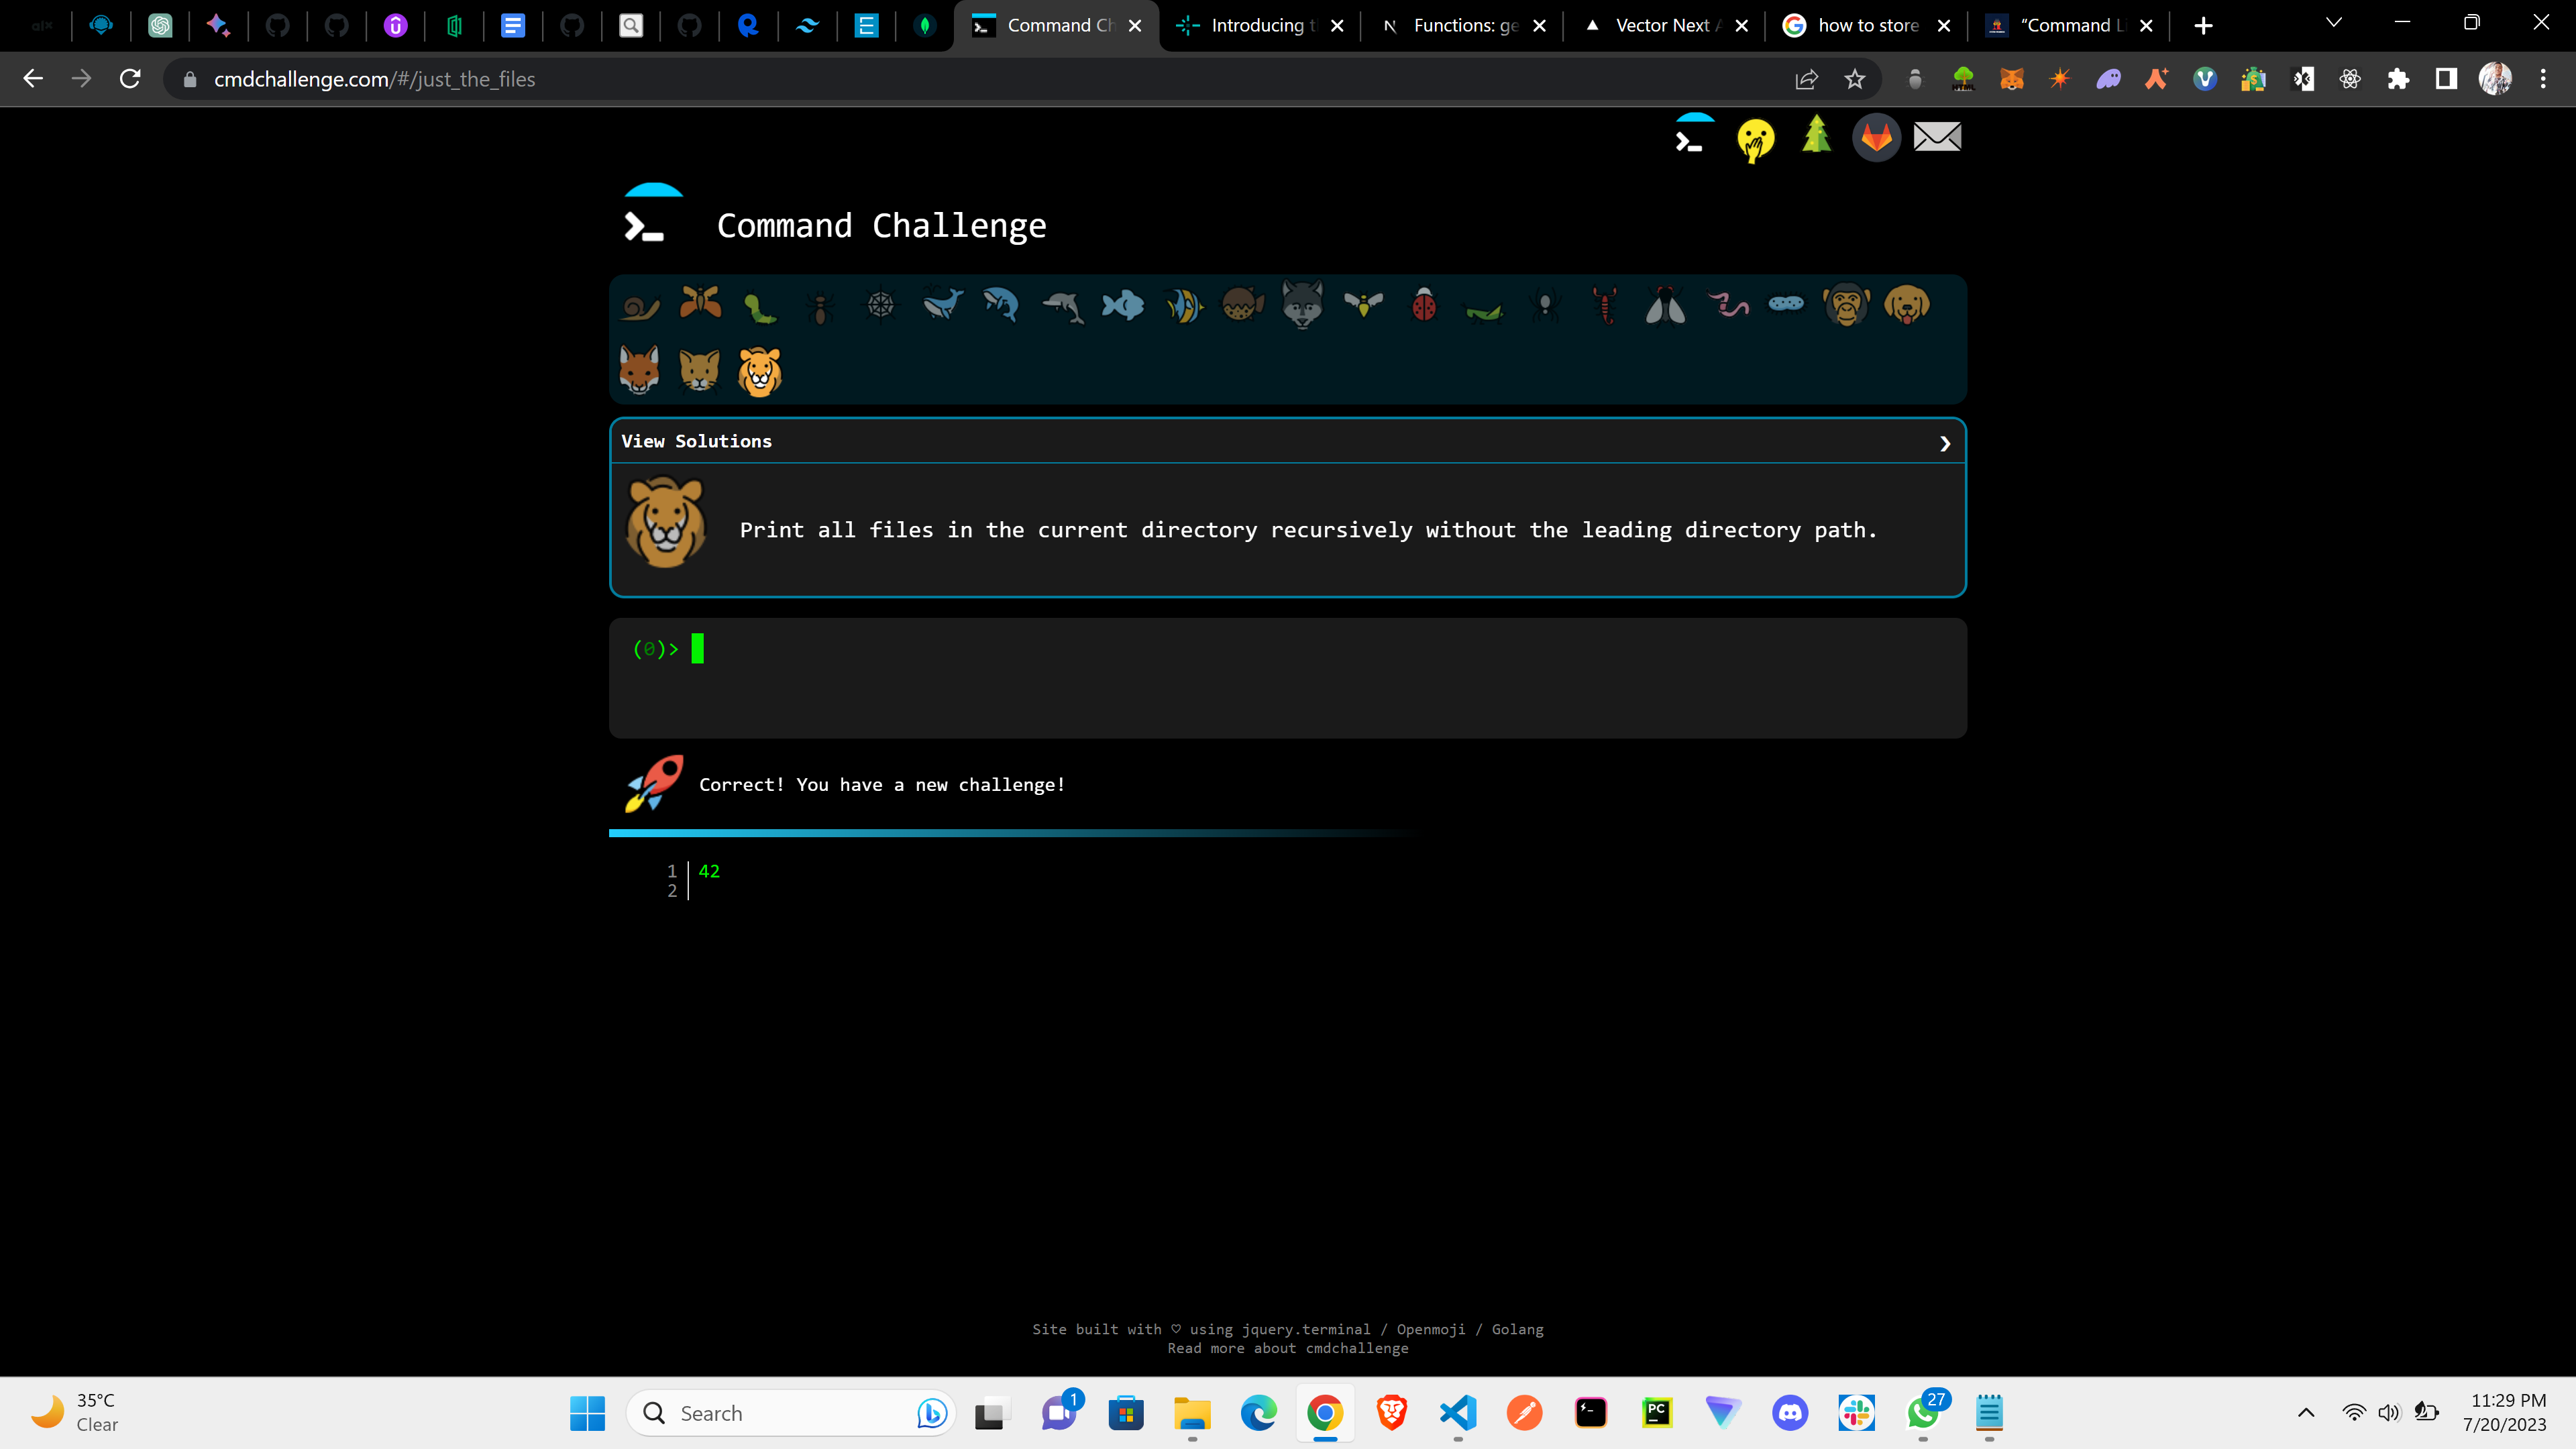 alx
Command Ch
Introducing t
Functions: ge
Vector Next A
how to store
“Command Li
cmdchallenge.com/#/just_the_files
Command Challenge
View Solutions
Print all files in the current directory recursively without the leading directory path.
(0)>
Correct! You have a new challenge!
1 42
2
Site built with ♡ using jquery.terminal / Openmoji / Golang
Read more about cmdchallenge
35°C
Clear
Search
1
PC
27
11:29 PM
7/20/2023